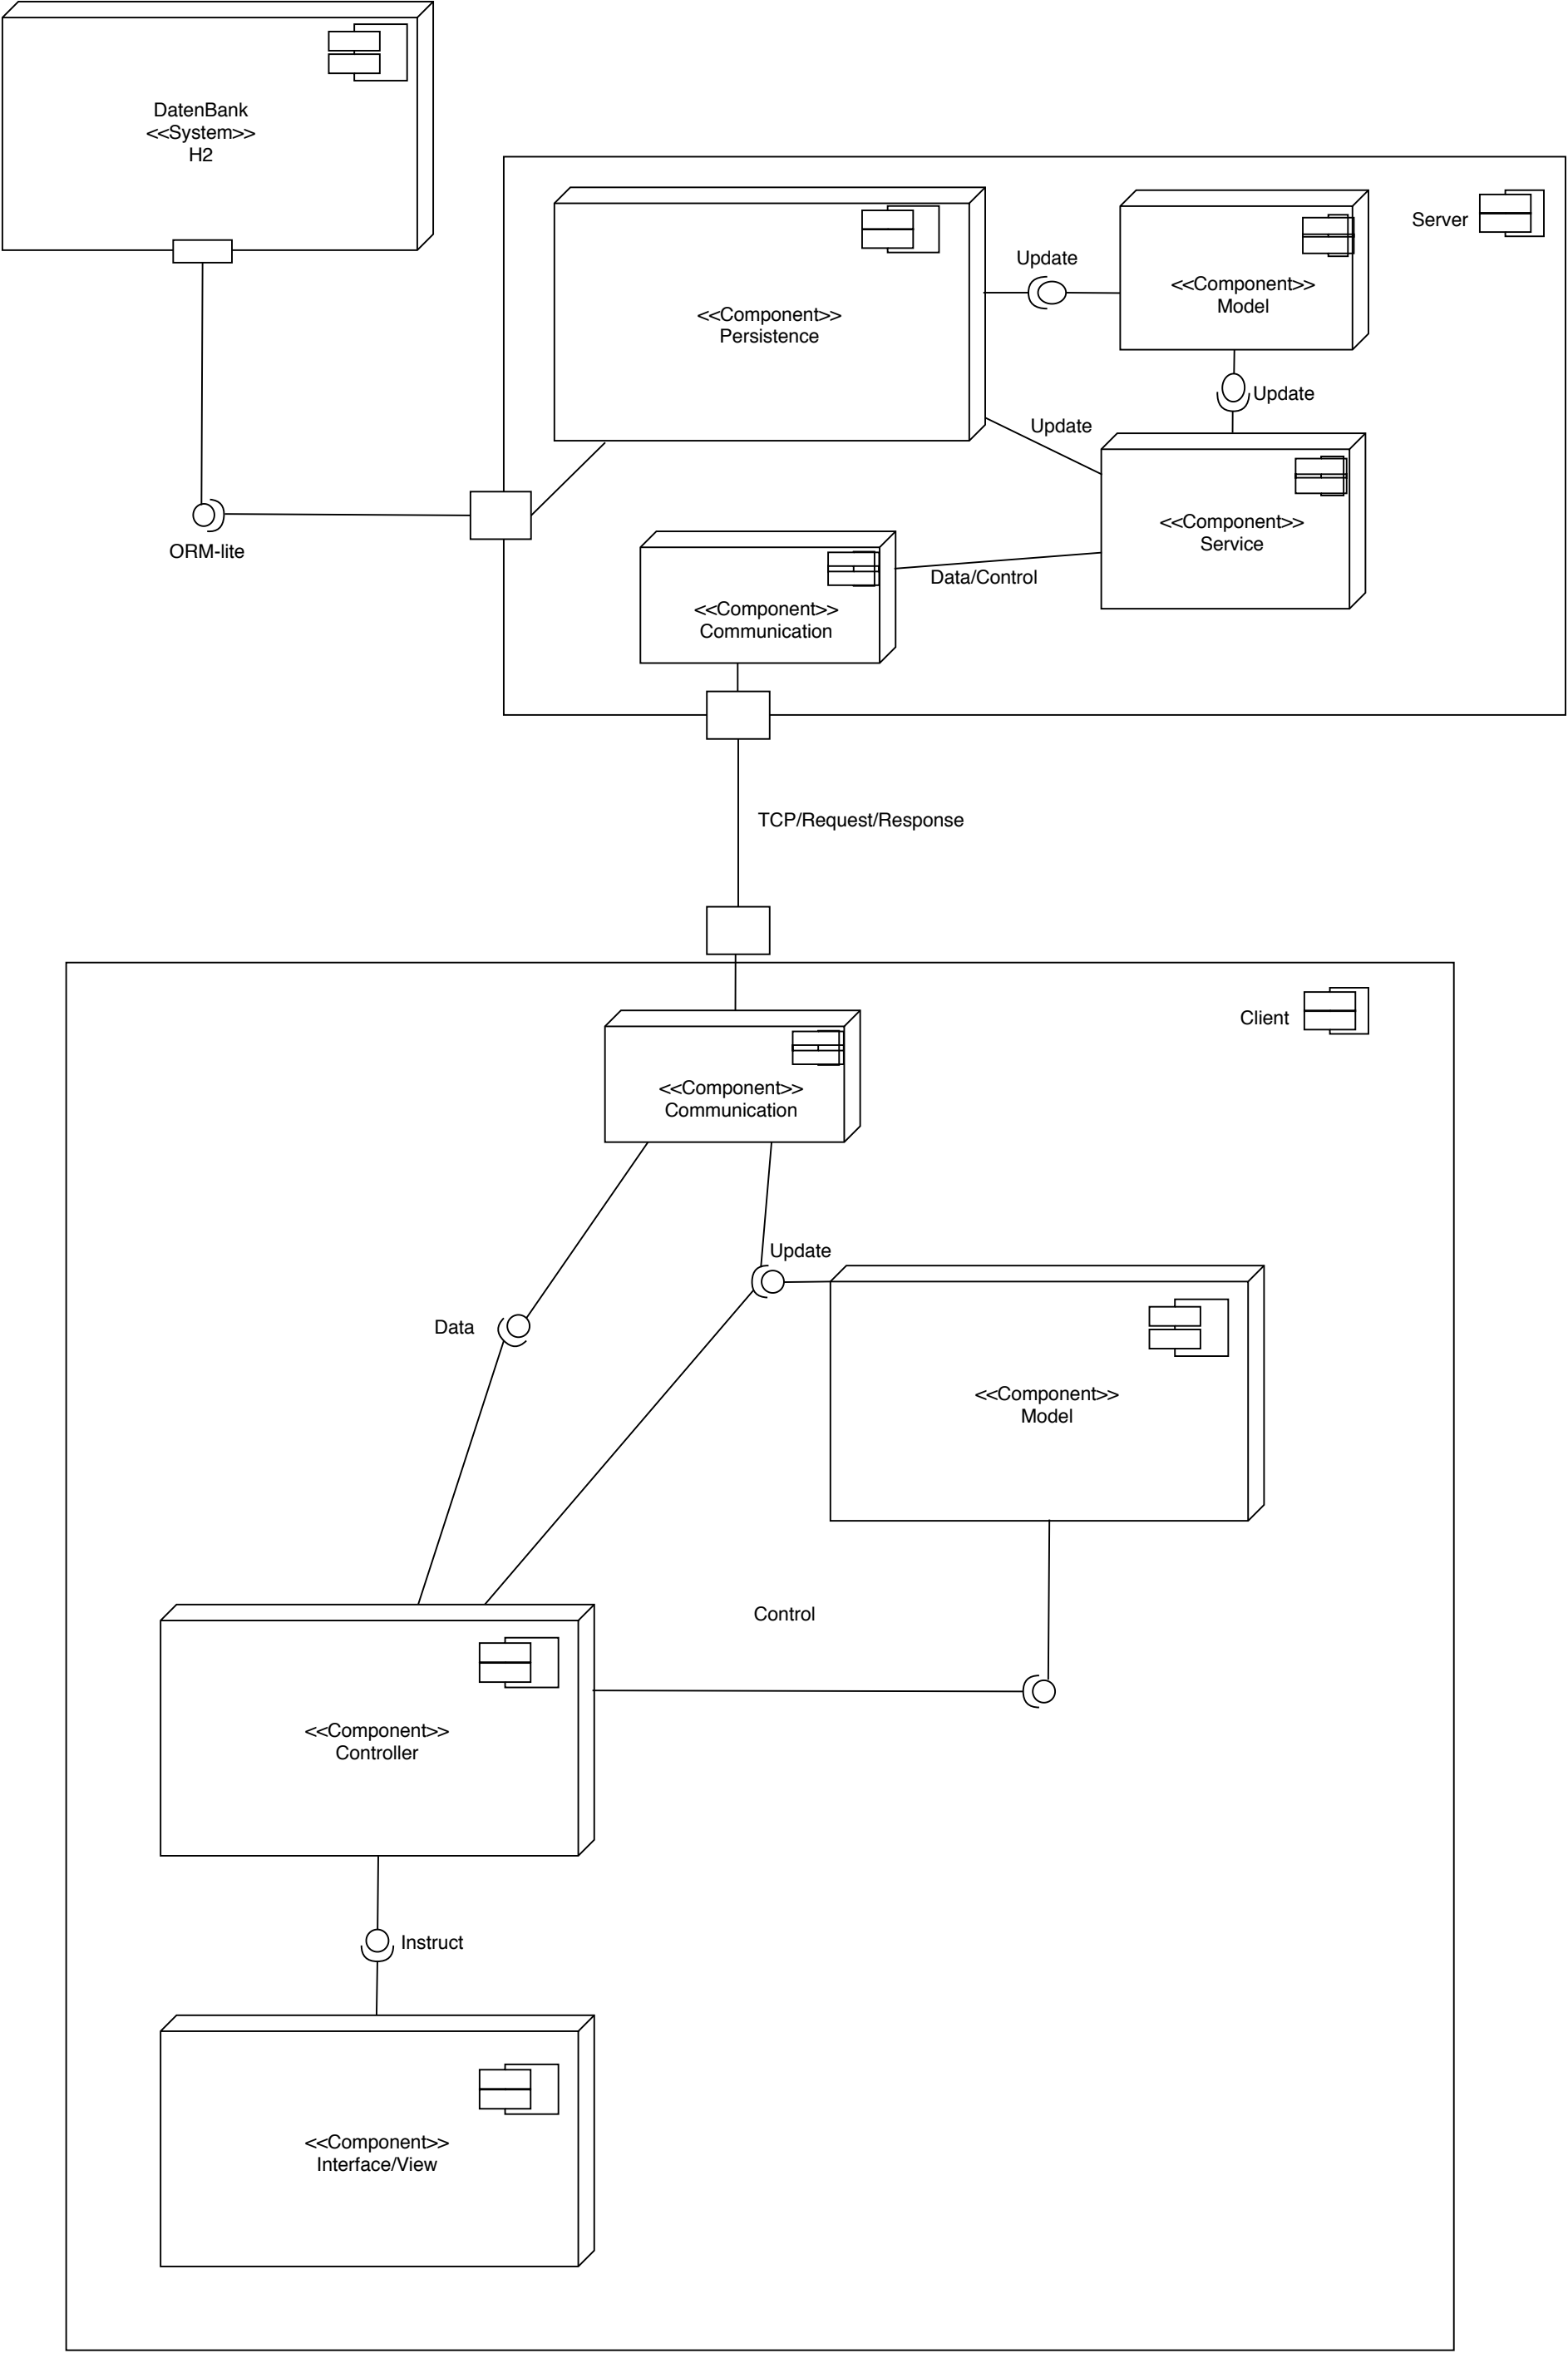 DatenBank
<<System>>
H2
Server
<<Component>>
Persistence
Update
<<Component>>
Model
Update
Update
<<Component>>
Service
ORM-lite
Data/Control
<<Component>>
Communication
TCP/Request/Response
Client
<<Component>>
Communication
Update
Data
<<Component>>
Model
Control
<<Component>>
Controller
Instruct
<<Component>>
Interface/View